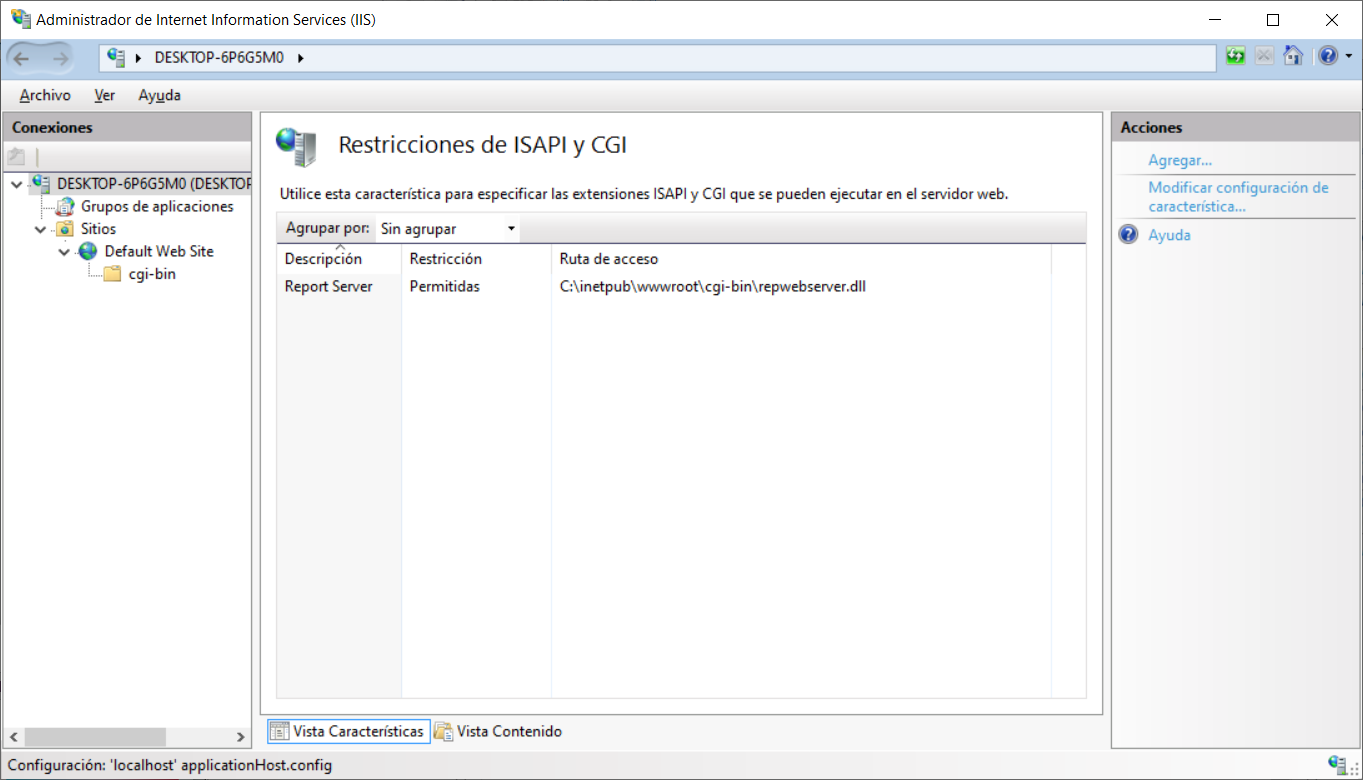 Administrador de Internet Information Services (IIS)
DESKTOP-6P6G5M0
Archivo Ver Ayuda
Conexiones
DESKTOP-6P6G5M0 (DESKTOP
Grupos de aplicaciones
Sitios
Default Web Site
cgi-bin
Restricciones de ISAPI y CGI
Utilice esta característica para especificar las extensiones ISAPI y CGI que se pueden ejecutar en el servidor web.
Agrupar por: Sin agrupar
Descripción Restricción Ruta de acceso
Report Server Permitidas C:\inetpub\wwwroot\cgi-bin\repwebserver.dll
Vista Características Vista Contenido
Acciones
Agregar...
Modificar configuración de
característica...
Ayuda
Configuración: 'localhost' applicationHost.config